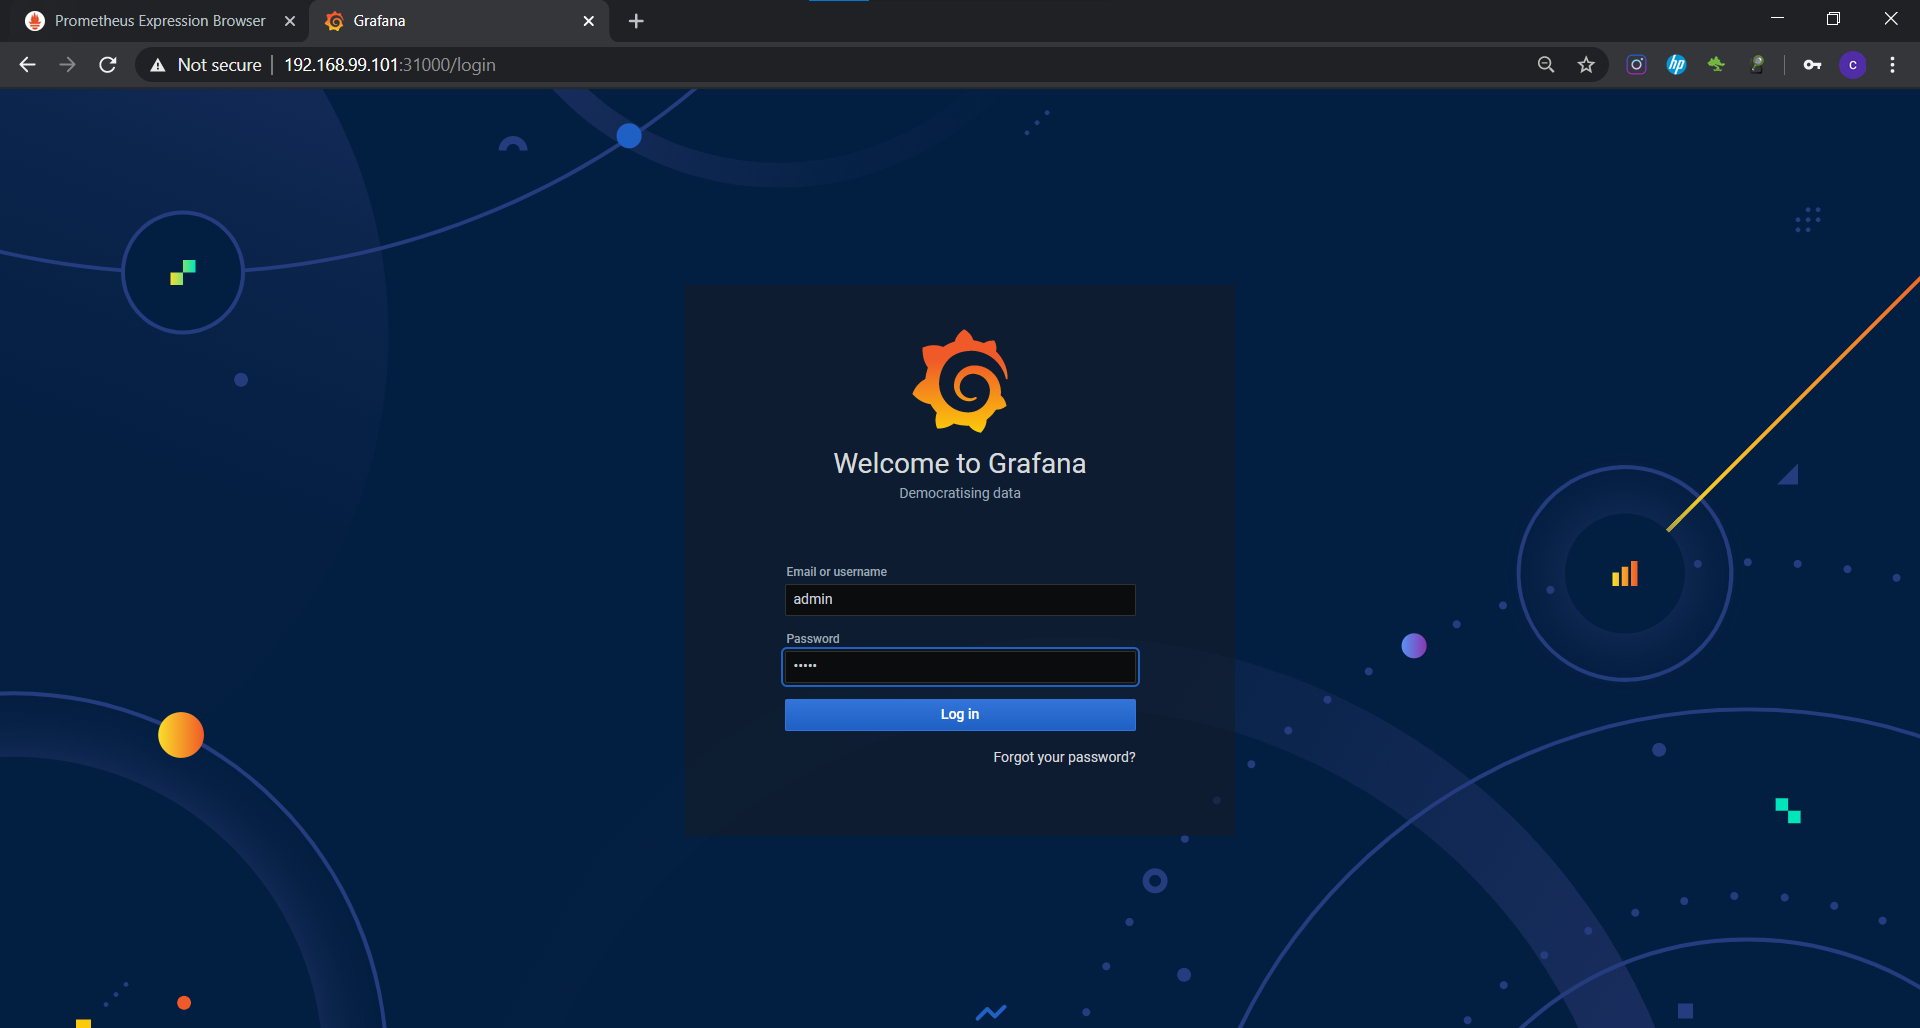 Prometheus Expression Browser
Grafana
Not secure
192.168.99.101:31000/login
hp
c
Welcome to Grafana
Democratising data
Email or username
admin
Password
•••••
Log in
Forgot your password?